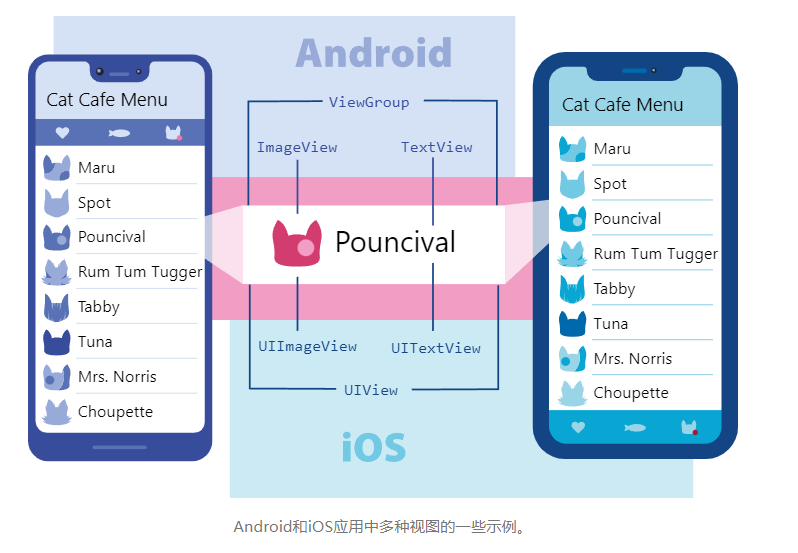 Android
Cat Cafe Menu
Maru
Spot
Pouncival
Rum Tum Tugger
Tabby
Tuna
Mrs. Norris
Choupette
ViewGroup
ImageView
TextView
Pouncival
UIImageView
UITextView
UIView
iOS
Cat Cafe Menu
Maru
Spot
Pouncival
Rum Tum Tugger
Tabby
Tuna
Mrs. Norris
Choupette
Android和iOS应用中多种视图的一些示例。